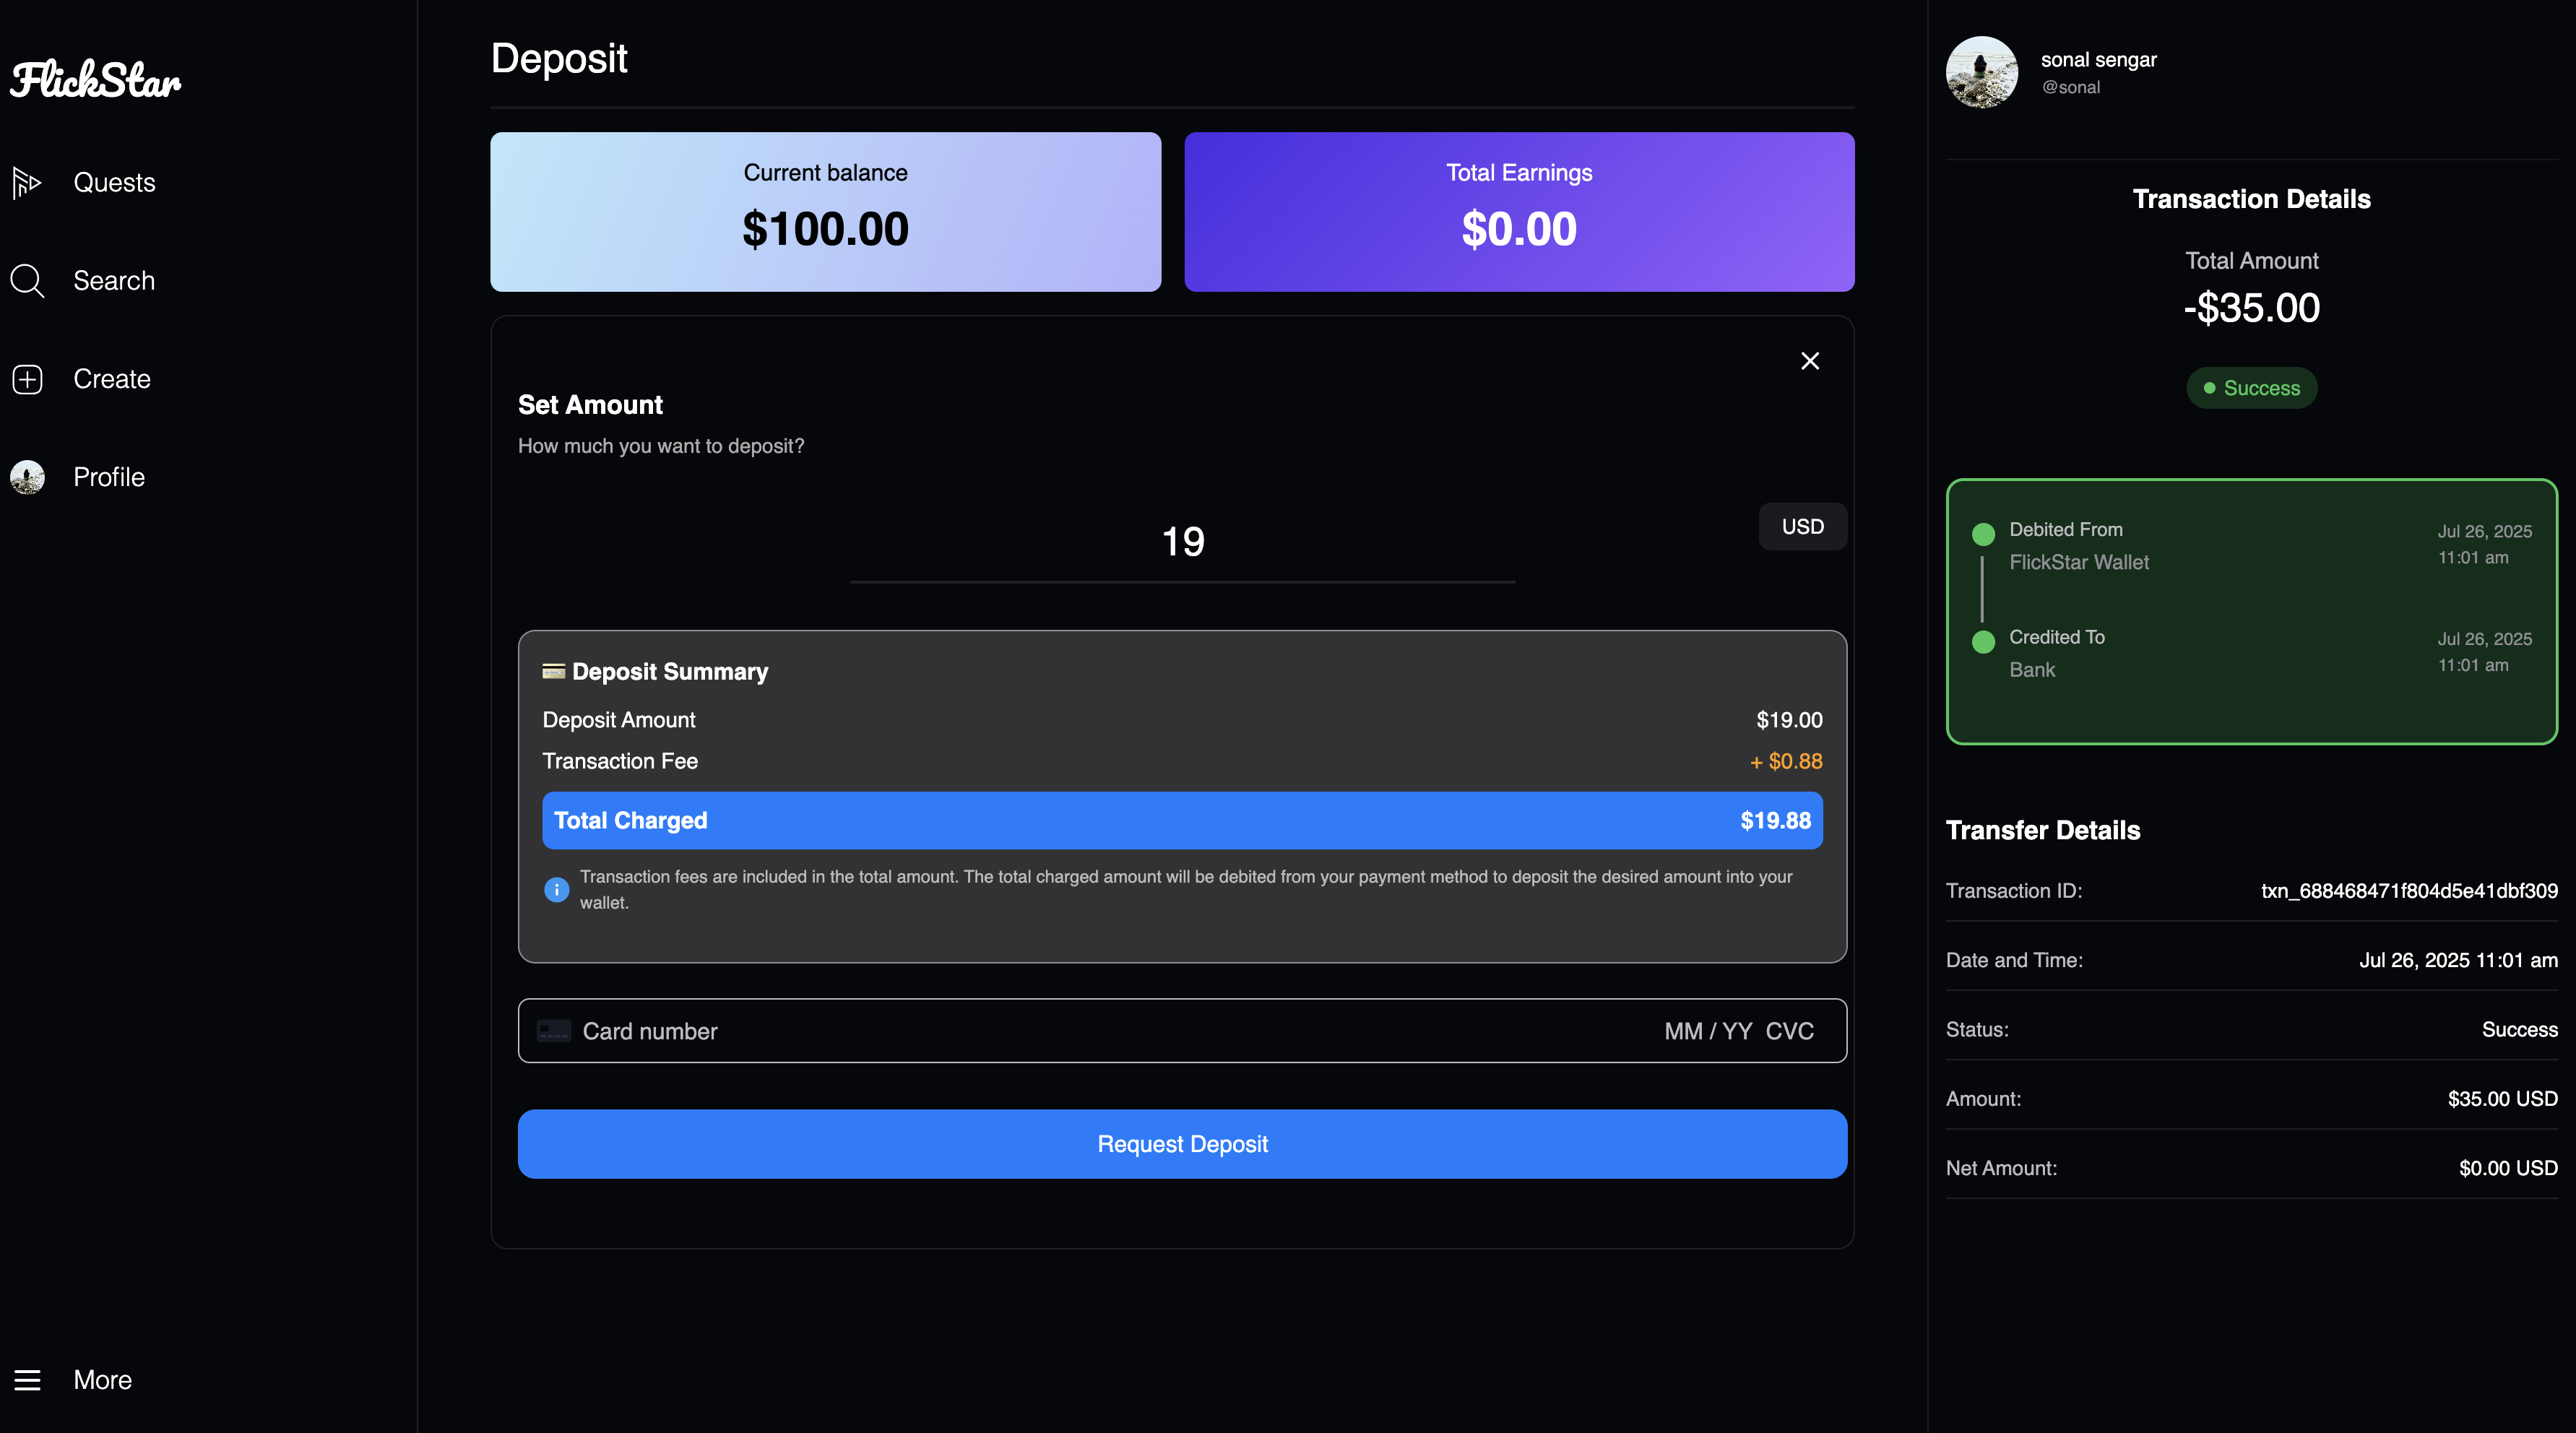 FlickStar
Quests
Search
Create
Profile
More
Deposit
Current balance
$100.00
Total Earnings
$0.00
Set Amount
How much you want to deposit?
19
USD
Deposit Summary
Deposit Amount $19.00
Transaction Fee + $0.88
Total Charged $19.88
Transaction fees are included in the total amount. The total charged amount will be debited from your payment method to deposit the desired amount into your
wallet.
Card number MM / YY CVC
Request Deposit
sonal sengar
@sonal
Transaction Details
Total Amount
-$35.00
Success
Debited From Jul 26, 2025
FlickStar Wallet 11:01 am
Credited To Jul 26, 2025
Bank 11:01 am
Transfer Details
Transaction ID: txn_688468471f804d5e41dbf309
Date and Time: Jul 26, 2025 11:01 am
Status: Success
Amount: $35.00 USD
Net Amount: $0.00 USD